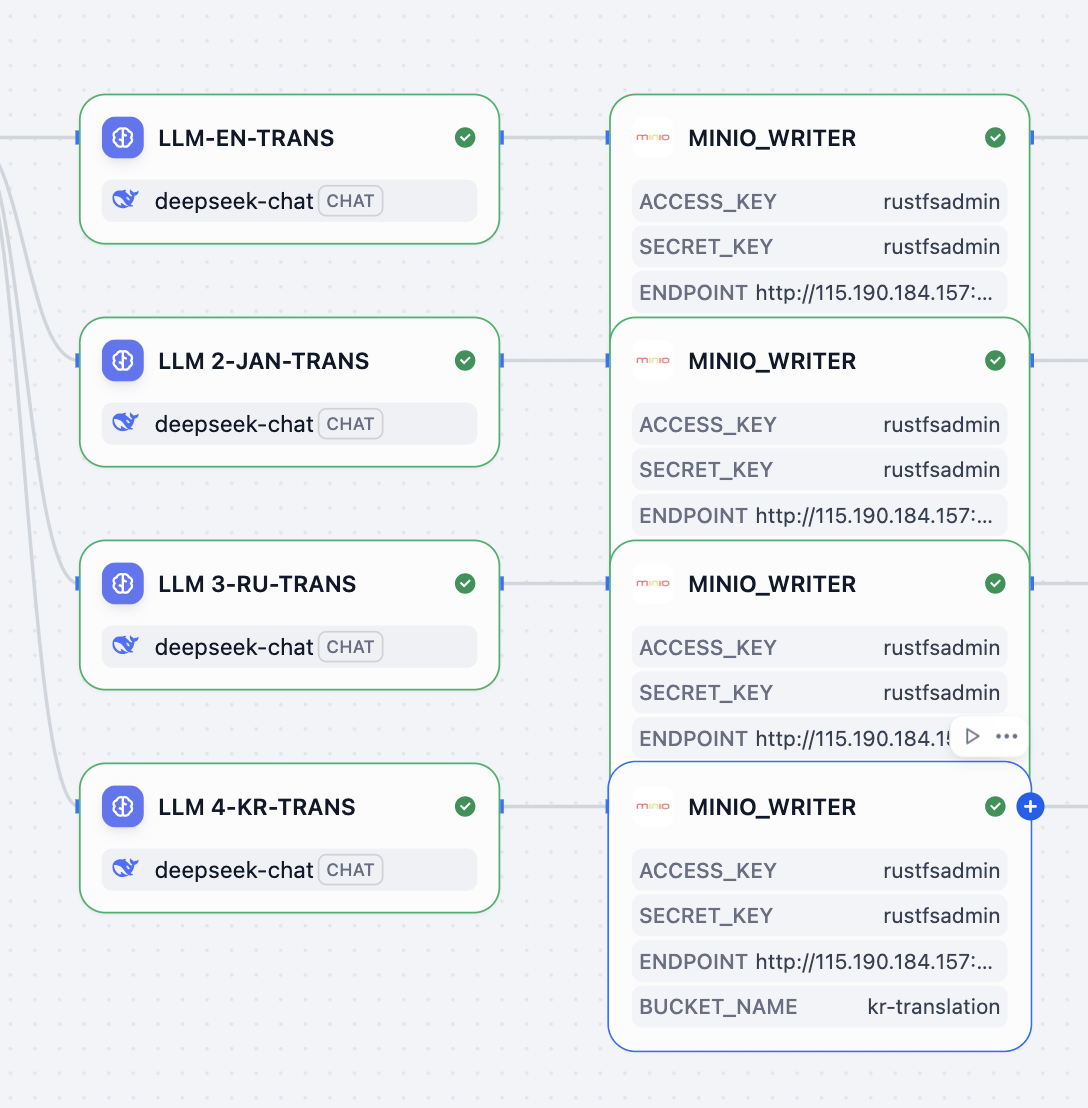 LLM-EN-TRANS
deepseek-chat CHAT
minio MINIO_WRITER
ACCESS_KEY rustfsadmin
SECRET_KEY rustfsadmin
ENDPOINT http://115.190.184.157:...
LLM 2-JAN-TRANS
deepseek-chat CHAT
minio MINIO_WRITER
ACCESS_KEY rustfsadmin
SECRET_KEY rustfsadmin
ENDPOINT http://115.190.184.157:...
LLM 3-RU-TRANS
deepseek-chat CHAT
minio MINIO_WRITER
ACCESS_KEY rustfsadmin
SECRET_KEY rustfsadmin
ENDPOINT http://115.190.184.15
LLM 4-KR-TRANS
deepseek-chat CHAT
minio MINIO_WRITER
ACCESS_KEY rustfsadmin
SECRET_KEY rustfsadmin
ENDPOINT http://115.190.184.157:...
BUCKET_NAME kr-translation